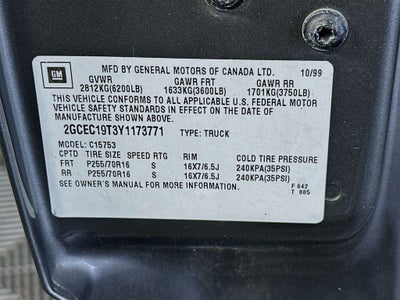 GM
MFD BY GENERAL MOTORS OF CANADA LTD. 10/99
GVWR GAWR FRT GAWR RR
2812KG(6200LB) 1633KG(3600LB) 1701KG(3750LB)
THIS VEHICLE CONFORMS TO ALL APPLICABLE U.S. FEDERAL MOTOR
VEHICLE SAFETY STANDARDS IN EFFECT ON THE DATE OF
MANUFACTURE SHOWN ABOVE.
2GCEC19T3Y1173771 TYPE: TRUCK
MODEL: C15753
CPTD TIRE SIZE SPEED RTG RIM COLD TIRE PRESSURE
FRT P255/70R16 S 16X7/6.5J 240KPA(35PSI)
RR P255/70R16 S 16X7/6.5J 240KPA(35PSI)
SEE OWNER'S MANUAL FOR MORE INFORMATION.
F 642
T 885